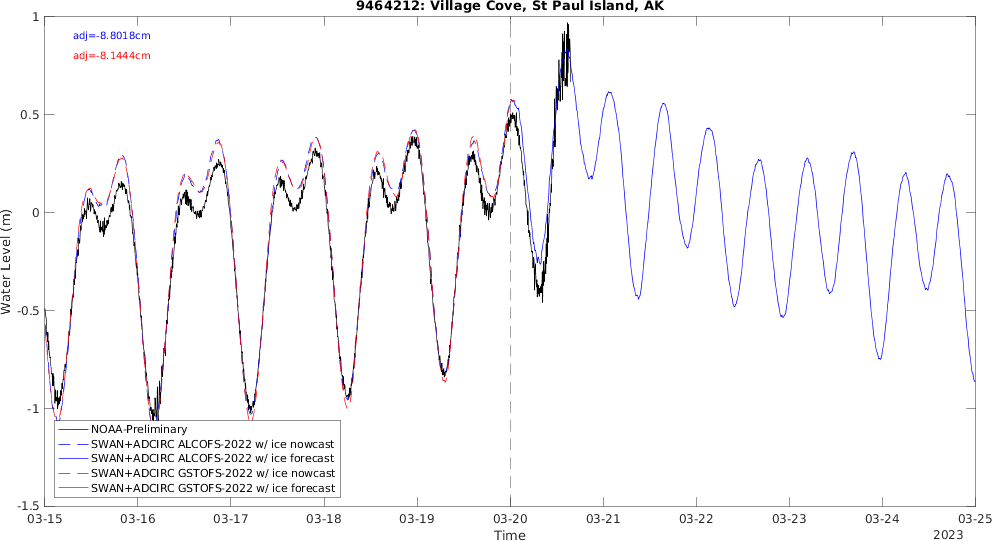 9464212: Village Cove, St Paul Island, AK
1
adj=-8.8018cm
adj=-8.1444cm
0.5
0
-0.5
-1
-1.5
Water Level (m)
NOAA-Preliminary
SWAN+ADCIRC ALCOFS-2022 w/ ice nowcast
SWAN+ADCIRC ALCOFS-2022 w/ ice forecast
SWAN+ADCIRC GSTOFS-2022 w/ ice nowcast
SWAN+ADCIRC GSTOFS-2022 w/ ice forecast
03-15 03-16 03-17 03-18 03-19 03-20 03-21 03-22 03-23 03-24 03-25
Time
2023